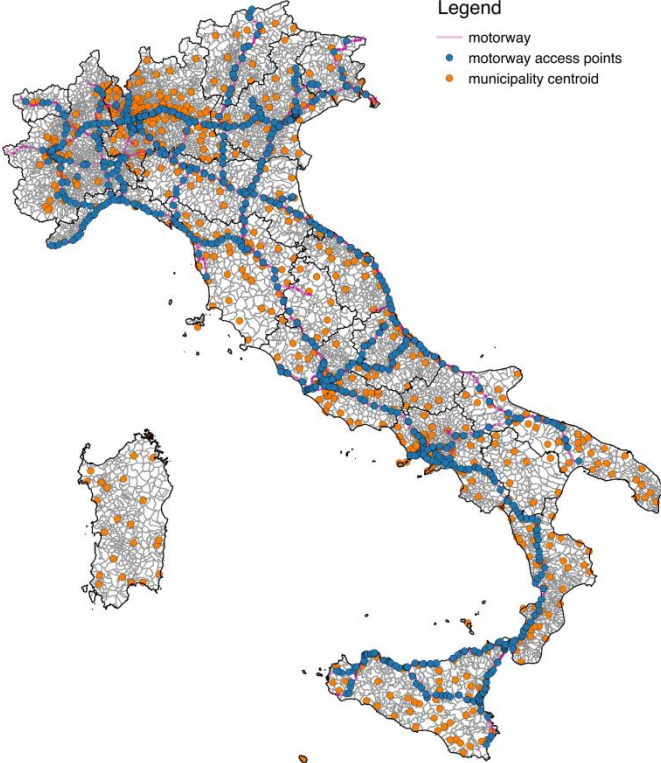 Legend
motorway
motorway access points
municipality centroid